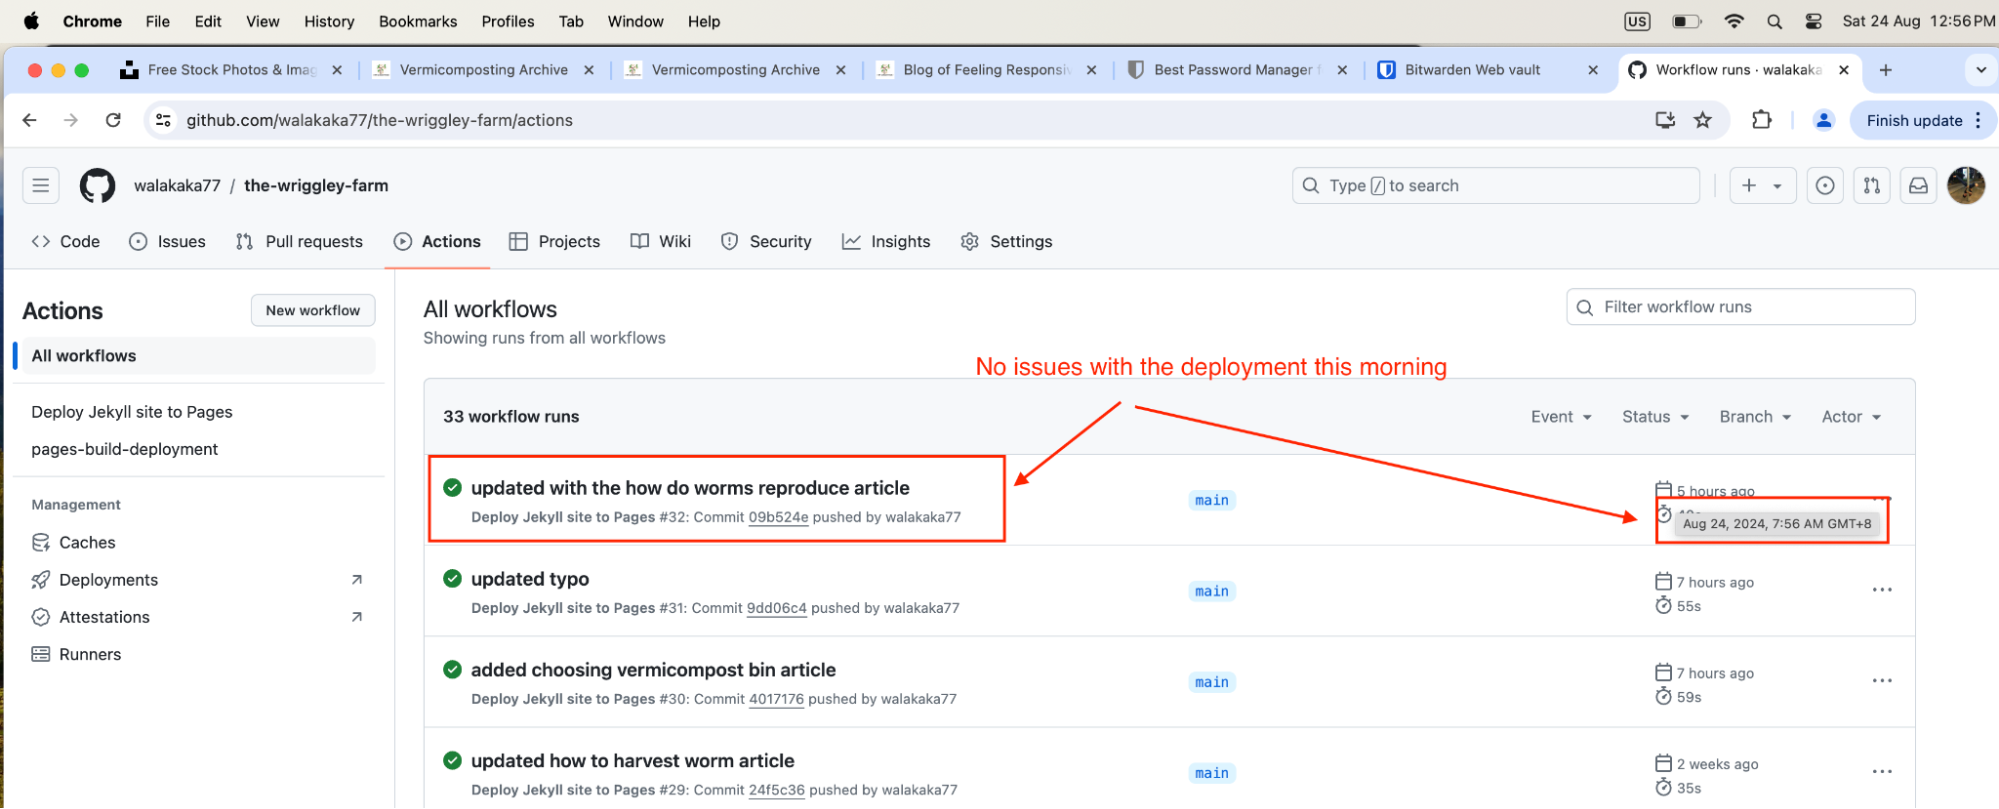 Chrome File Edit View History Bookmarks Profiles Tab Window Help US Sat 24 Aug 12:56 PM
Free Stock Photos & Imag Vermicomposting Archive Vermicomposting Archive Blog of Feeling Responsiv Best Password Manager f Bitwarden Web vault Workflow runs · walakaka
github.com/walakaka77/the-wriggley-farm/actions Finish update
walakaka77 / the-wriggley-farm Type / to search
Code Issues Pull requests Actions Projects Wiki Security Insights Settings
Actions
New workflow
All workflows
Deploy Jekyll site to Pages
pages-build-deployment
Management
Caches
Deployments
Attestations
Runners
All workflows
Showing runs from all workflows
Filter workflow runs
No issues with the deployment this morning
33 workflow runs Event Status Branch Actor
updated with the how do worms reproduce article
Deploy Jekyll site to Pages #32: Commit 09b524e pushed by walakaka77
main
5 hours ago
Aug 24, 2024, 7:56 AM GMT+8
updated typo
Deploy Jekyll site to Pages #31: Commit 9dd06c4 pushed by walakaka77
main
7 hours ago
55s
added choosing vermicompost bin article
Deploy Jekyll site to Pages #30: Commit 4017176 pushed by walakaka77
main
7 hours ago
59s
updated how to harvest worm article
Deploy Jekyll site to Pages #29: Commit 24f5c36 pushed by walakaka77
main
2 weeks ago
35s